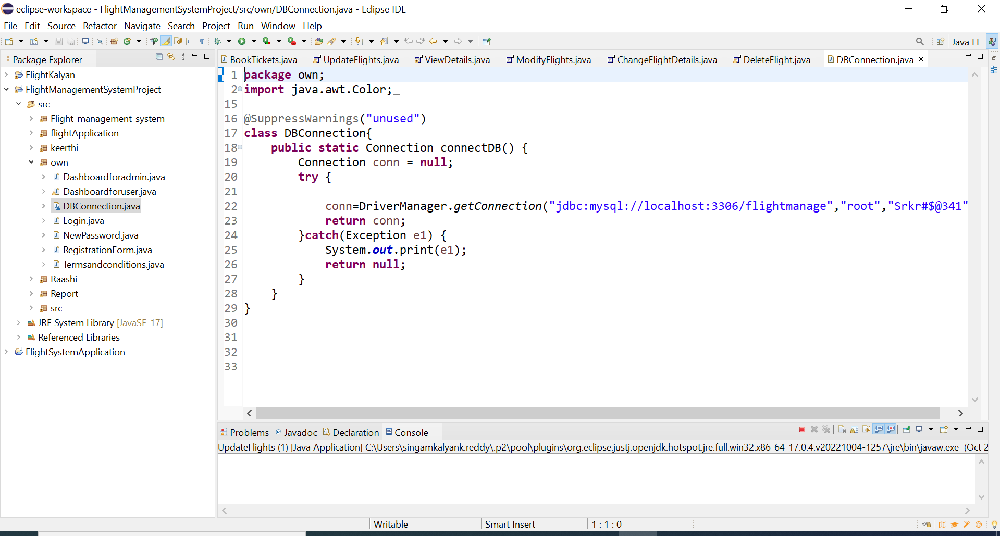 eclipse-workspace - FlightManagementSystemProject/src/own/DBConnection.java - Eclipse IDE
File Edit Source Refactor Navigate Search Project Run Window Help
Java EE
Package Explorer
FlightKalyan
FlightManagementSystemProject
src
Flight_management_system
flightApplication
keerthi
own
Dashboardforadmin.java
Dashboardforuser.java
DBConnection.java
Login.java
NewPassword.java
RegistrationForm.java
Termsandconditions.java
Raashi
Report
src
JRE System Library [JavaSE-17]
Referenced Libraries
FlightSystemApplication
BookTickets.java UpdateFlights.java ViewDetails.java ModifyFlights.java ChangeFlightDetails.java DeleteFlight.java DBConnection.java
1 package own;
2 import java.awt.Color;
15
16 @SuppressWarnings("unused")
17 class DBConnection{
18 public static Connection connectDB() {
19 Connection conn = null;
20 try {
21
22 conn=DriverManager.getConnection("jdbc:mysql://localhost:3306/flightmanage","root","Srkr#$@341"
23 return conn;
24 }catch(Exception e1) {
25 System.out.print(e1);
26 return null;
27 }
28 }
29 }
30
31
32
33
Problems @ Javadoc Declaration Console
UpdateFlights (1) [Java Application] C:\Users\singamkalyank.reddy\.p2\pool\plugins\org.eclipse.justj.openjdk.hotspot.jre.full.win32.x86_64_17.0.4.v20221004-1257\jre\bin\javaw.exe (Oct 2
Writable Smart Insert 1 : 1 : 0